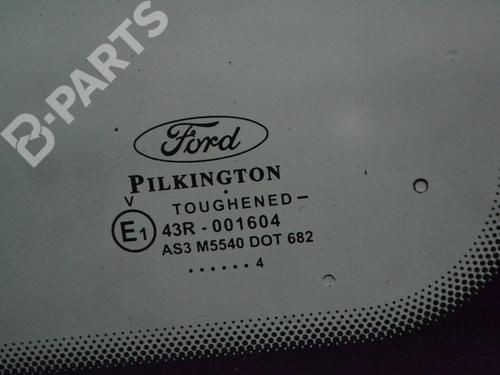 B-PARTS
Ford
PILKINGTON
TOUGHENED
E1 43R - 001604
AS3 M5540 DOT 682
...... 4